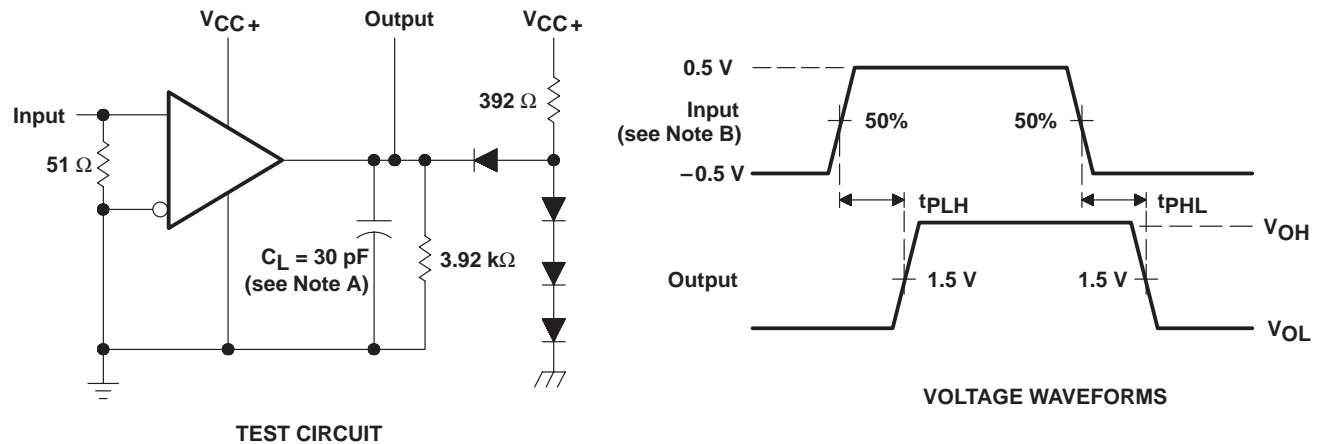 VCC+
Output
VCC+
392 Ω
Input
51 Ω
CL = 30 pF
(see Note A)
3.92 kΩ
TEST CIRCUIT
0.5 V
Input
(see Note B)
50%
50%
−0.5 V
tPLH
tPHL
VOH
Output
1.5 V
1.5 V
VOL
VOLTAGE WAVEFORMS